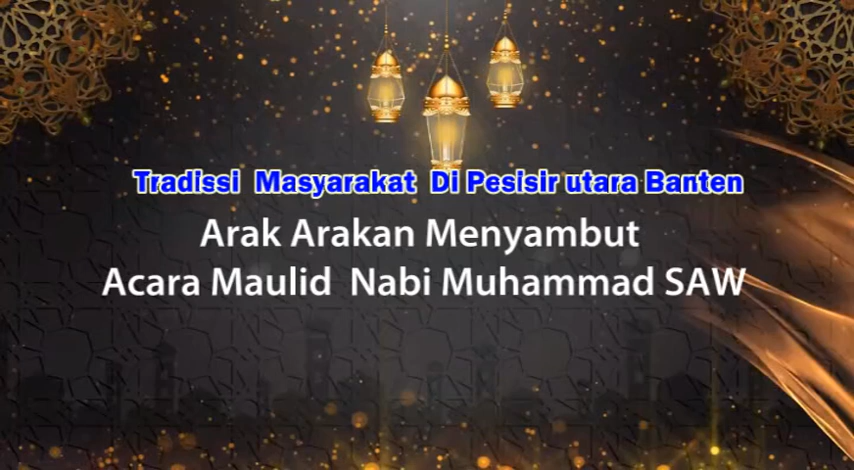 Tradissi Masyarakat Di Pesisir utara Banten
Arak Arakan Menyambut
Acara Maulid Nabi Muhammad SAW